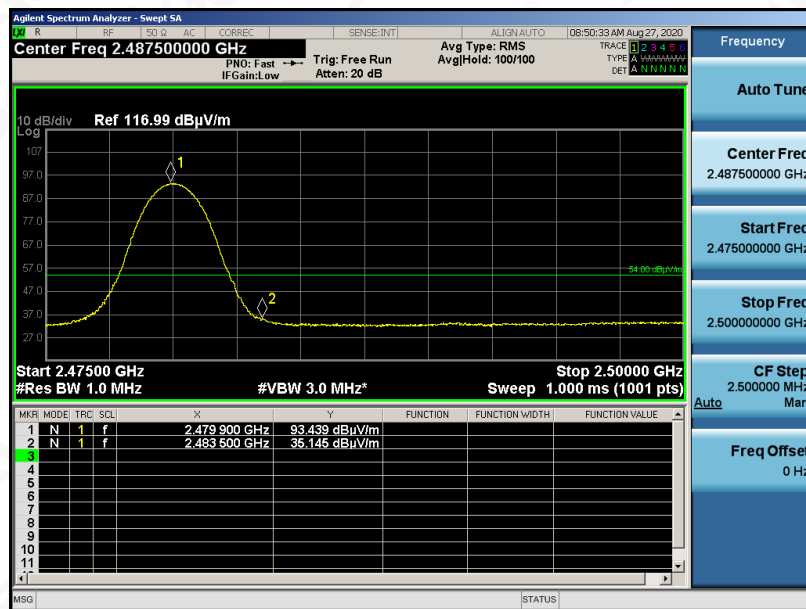 Agilent Spectrum Analyzer - Swept SA
LXI R RF 50 Ω AC CORREC SENSE:INT ALIGN AUTO 08:50:33 AM Aug 27, 2020
Center Freq 2.487500000 GHz
PNO: Fast
IFGain:Low
Trig: Free Run
Atten: 20 dB
Avg Type: RMS
Avg|Hold: 100/100
TRACE 1 2 3 4 5 6
TYPE A WWWWW
DET A N N N N N
10 dB/div Ref 116.99 dBµV/m
Log
107
97.0
87.0
77.0
67.0
57.0
47.0
37.0
27.0
1
2
54.00 dBµV/m
Start 2.47500 GHz Stop 2.50000 GHz
#Res BW 1.0 MHz #VBW 3.0 MHz* Sweep 1.000 ms (1001 pts)
MKR MODE TRC SCL X Y FUNCTION FUNCTION WIDTH FUNCTION VALUE
1 N 1 f 2.479 900 GHz 93.439 dBµV/m
2 N 1 f 2.483 500 GHz 35.145 dBµV/m
3
4
5
6
7
8
9
10
11
MSG STATUS
Frequency
Auto Tune
Center Freq
2.487500000 GHz
Start Freq
2.475000000 GHz
Stop Freq
2.500000000 GHz
CF Step
2.500000 MHz
Auto Man
Freq Offset
0 Hz